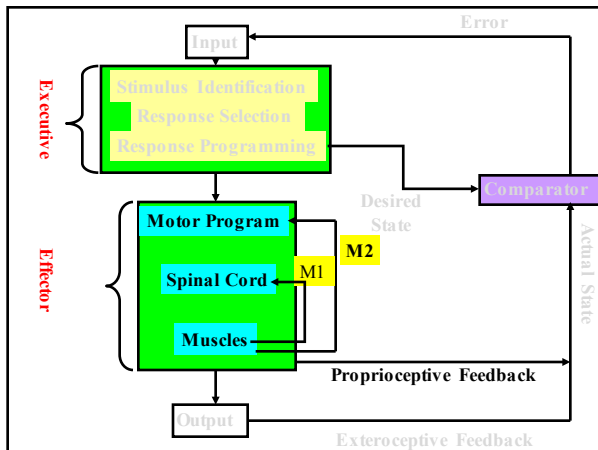 Input
Error
Executive
Stimulus Identification
Response Selection
Response Programming
Desired
State
Comparator
Effector
Motor Program
M2
M1
Spinal Cord
Muscles
Actual State
Proprioceptive Feedback
Output
Exteroceptive Feedback